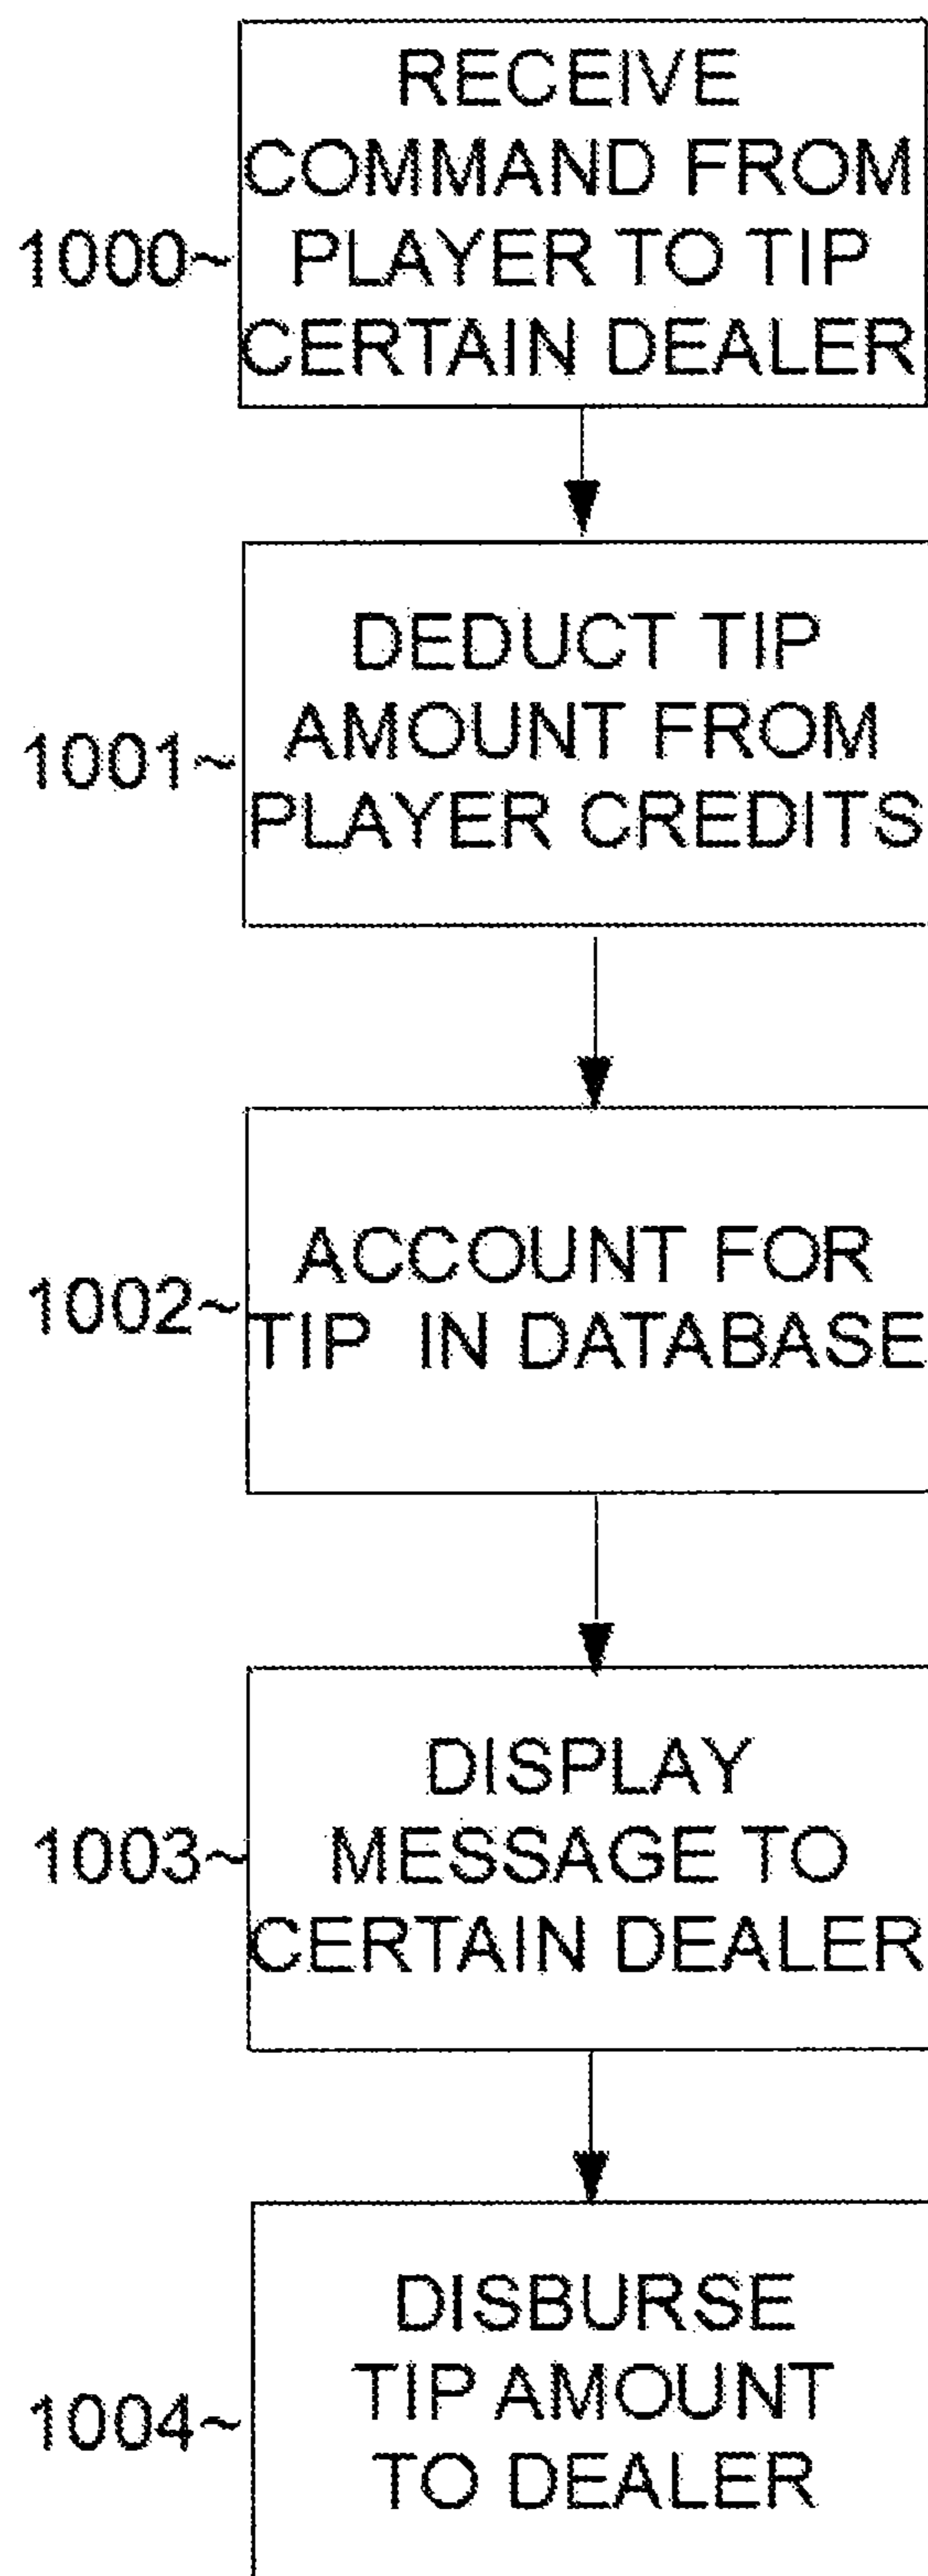 RECEIVE
COMMAND FROM
1000~ PLAYER TO TIP
CERTAIN DEALER
DEDUCT TIP
1001~ AMOUNT FROM
PLAYER CREDITS
ACCOUNT FOR
1002~ TIP IN DATABASE
DISPLAY
1003~ MESSAGE TO
CERTAIN DEALER
DISBURSE
1004~ TIP AMOUNT
TO DEALER